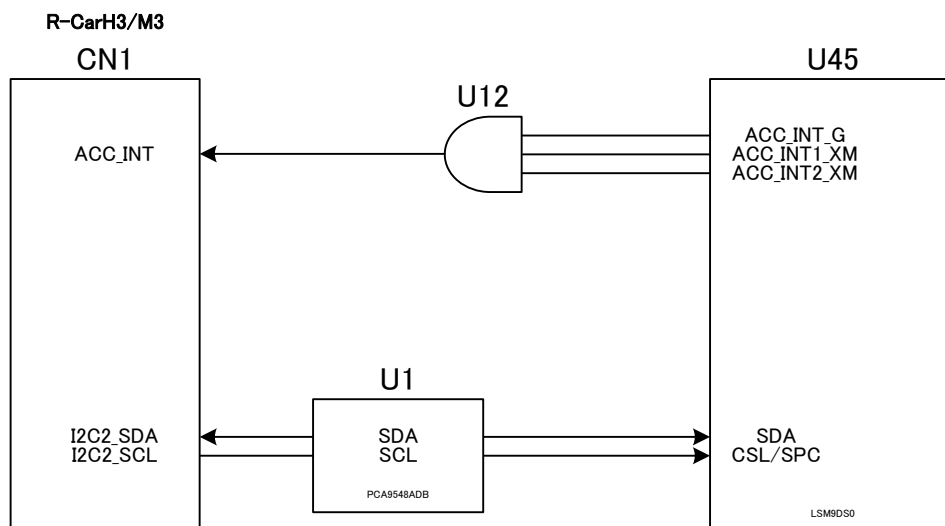 R-CarH3/M3
CN1
U45
U12
ACC_INT_G
ACC_INT
ACC_INT1_XM
ACC_INT2_XM
U1
I2C2_SDA
SDA
SDA
I2C2_SCL
SCL
CSL/SPC
PCA9548ADB
LSM9DS0